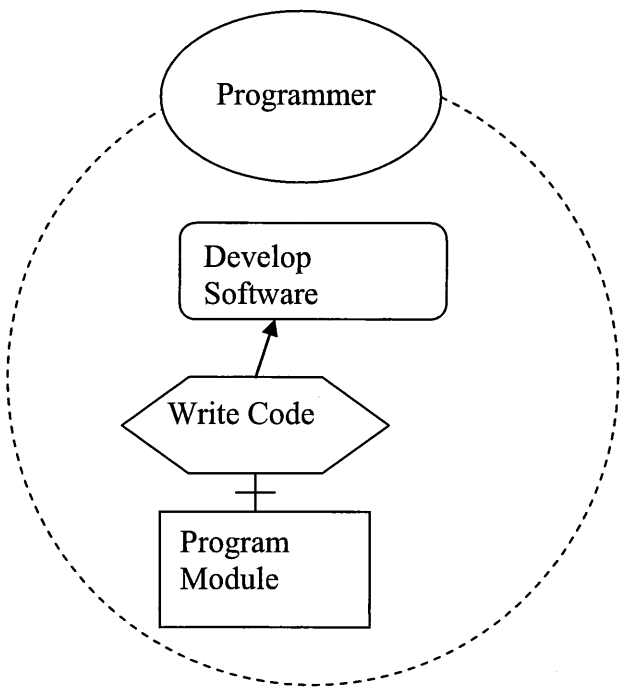 Programmer
Develop
Software
Write Code
Program
Module